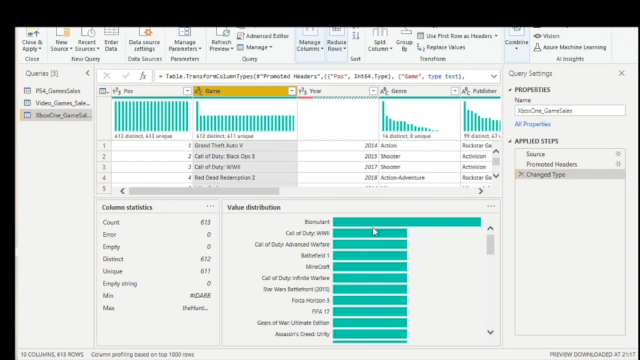 Close & Apply
New Source
Recent Sources
Enter Data
Data source settings
Manage Parameters
Refresh Preview
Advanced Editor
Manage
Manage Columns
Reduce Rows
Split Column
Group By
Use First Row as Headers
Replace Values
Combine
Azure Machine Learning
Close
New Query
Data Sources
Parameters
Query
Sort
Transform
AI Insights
Queries [3]
PS4_GamesSales
Video_Games_Sale...
XboxOne_GameSal...
= Table.TransformColumnTypes(#"Promoted Headers",{{"Pos", Int64.Type}, {"Game", type text},
Pos
Game
Year
Genre
Publisher
613 distinct, 613 unique
612 distinct, 611 unique
16 distinct, 0 unique
1 Grand Theft Auto V 2014 Action Rockstar Gar
2 Call of Duty: Black Ops 3 2015 Shooter Activision
3 Call of Duty: WWII 2017 Shooter Activision
4 Red Dead Redemption 2 2018 Action-Adventure Rockstar Gar
Column statistics
Count 613
Error 0
Empty 0
Distinct 612
Unique 611
Empty string 0
Min #IDARB
Max theHunt...
Value distribution
Biomutant
Call of Duty: WWII
Call of Duty: Advanced Warfare
Battlefield 1
MineCraft
Call of Duty: Infinite Warfare
Star Wars Battlefront (2015)
Forza Horizon 3
FIFA 17
Gears of War: Ultimate Edition
Assassin's Creed: Unity
Query Settings
PROPERTIES
Name
XboxOne_GameSales
All Properties
APPLIED STEPS
Source
Promoted Headers
Changed Type
10 COLUMNS, 613 ROWS
Column profiling based on top 1000 rows
PREVIEW DOWNLOADED AT 21:17